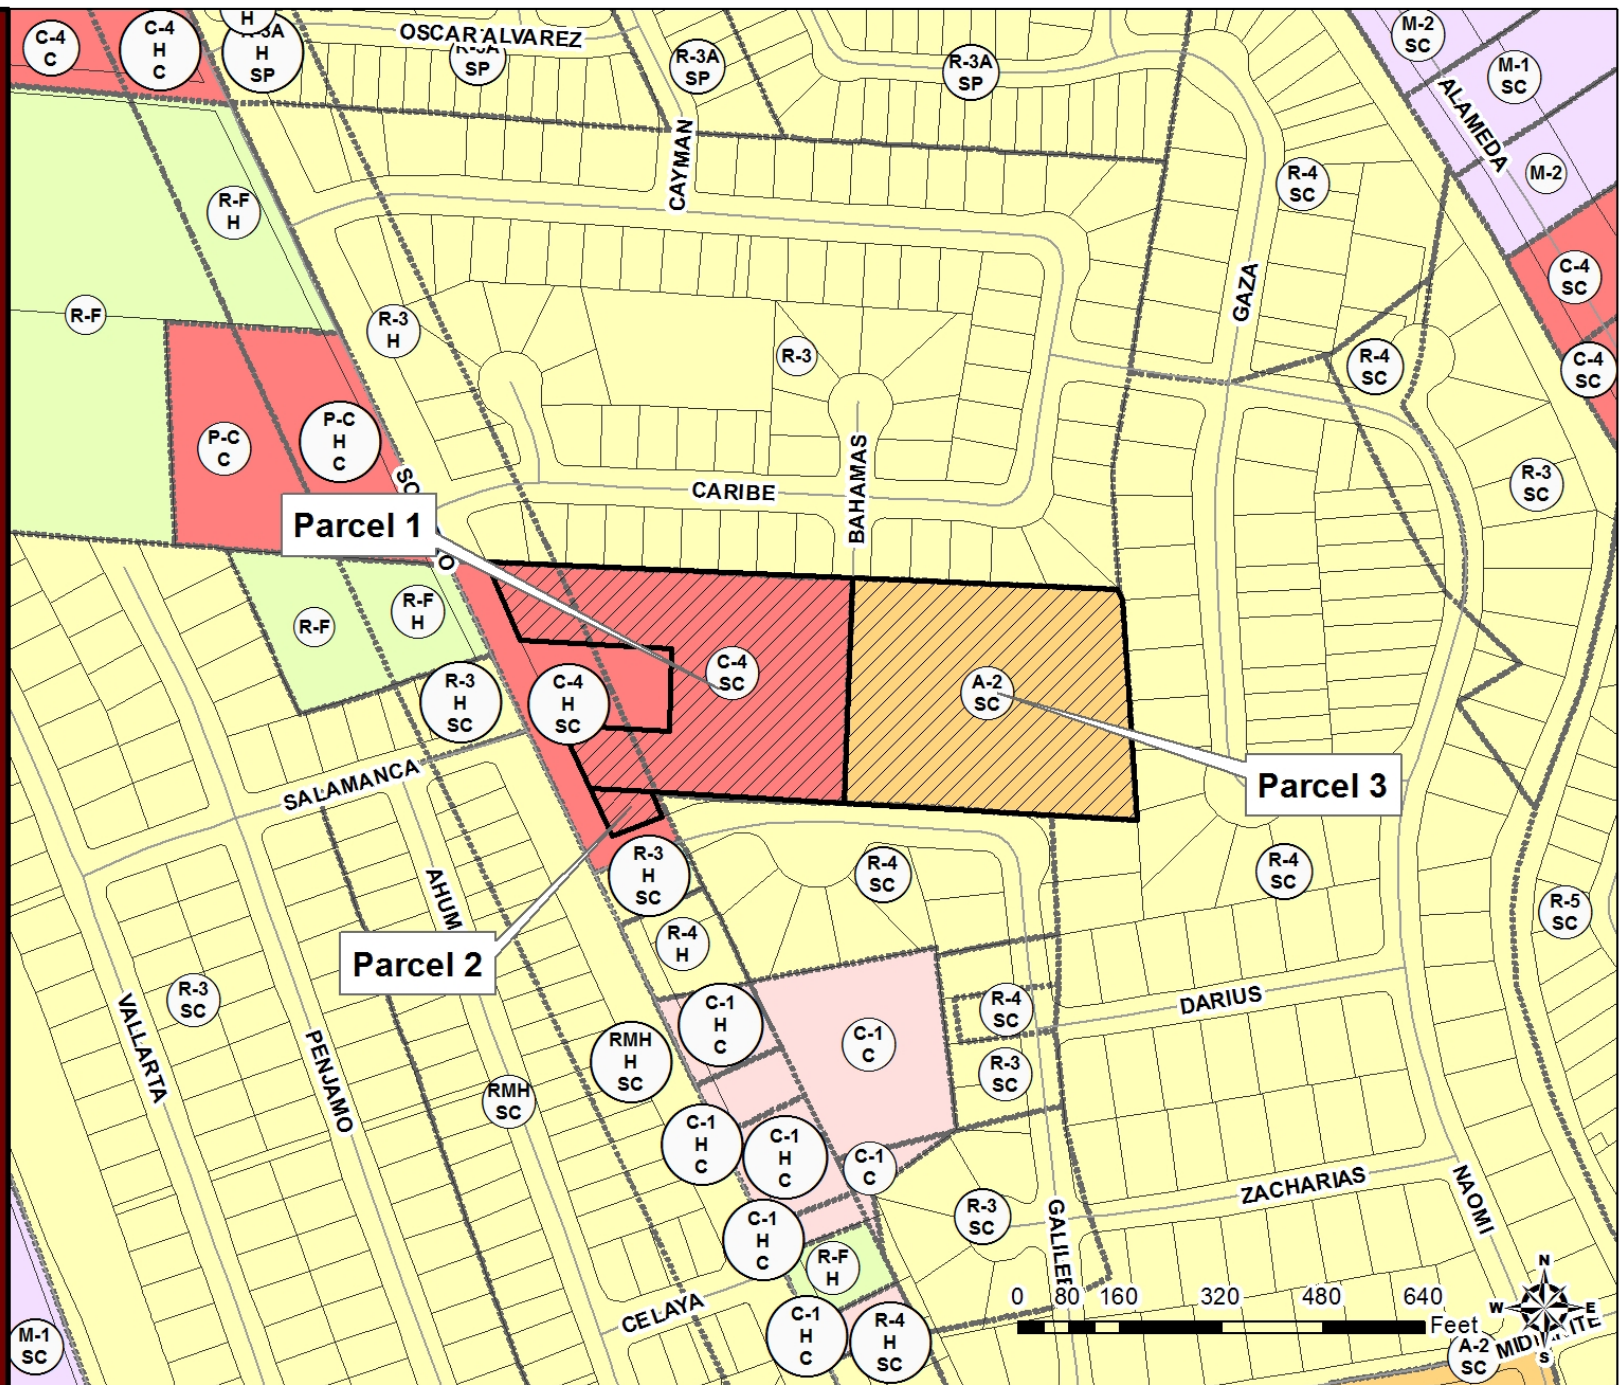 C-4
C
C-4
H
C
H
H
SP
OSCAR ALVAREZ
R-3A
SP
R-3A
SP
R-3A
SP
M-2
SC
M-1
SC
ALAMEDA
M-2
CAYMAN
R-4
SC
R-F
H
GAZA
C-4
SC
R-F
R-3
H
R-3
R-4
SC
C-4
SC
P-C
C
P-C
H
C
BAHAMAS
CARIBE
R-3
SC
Parcel 1
R-F
R-F
H
R-3
H
SC
C-4
H
SC
C-4
SC
A-2
SC
Parcel 3
SALAMANCA
R-3
H
SC
R-4
SC
R-4
SC
AHUM
R-4
H
R-5
SC
Parcel 2
R-3
SC
VALLARTA
PENJAMO
C-1
H
C
C-1
C
R-4
SC
DARIUS
RMH
H
SC
R-3
SC
RMH
SC
C-1
H
C
C-1
H
C
C-1
C
ZACHARIAS
NAOMI
R-3
SC
GALILEE
C-1
H
C
R-F
H
CELAYA
C-1
H
C
R-4
H
SC
M-1
SC
0 80 160 320 480 640
Feet
N
W
E
S
A-2
SC